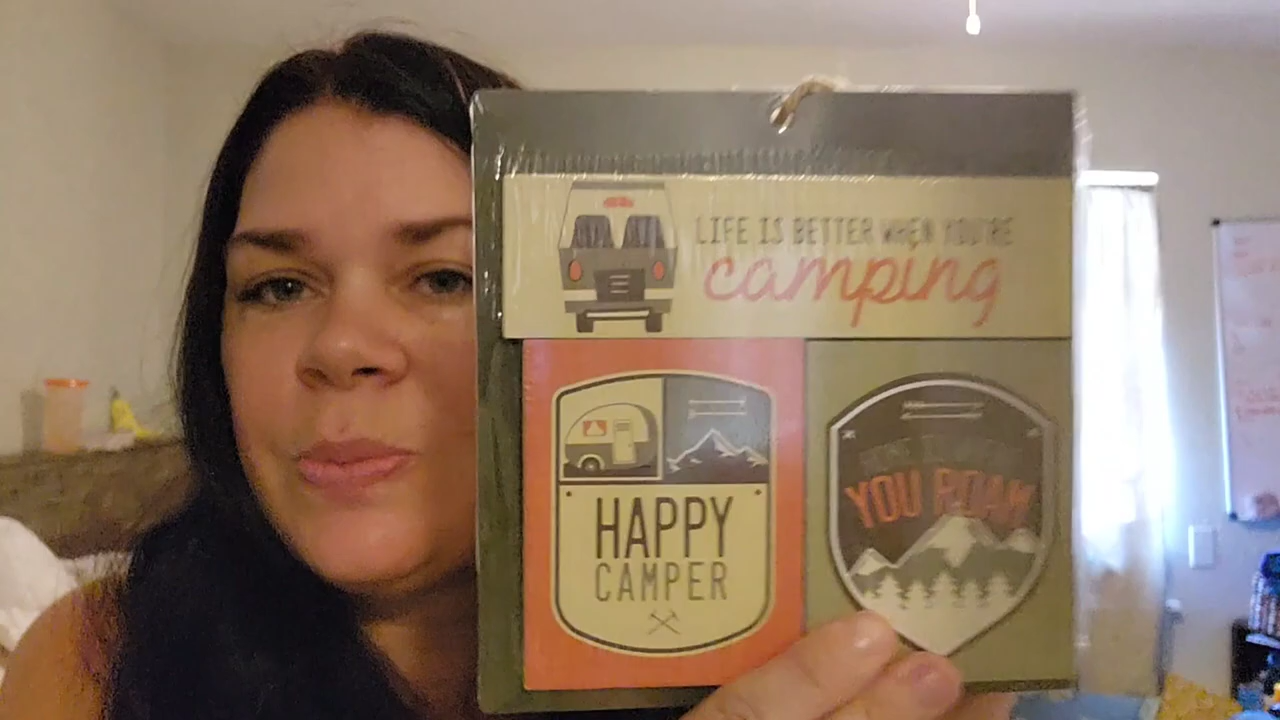 LIFE IS BETTER WHEN YOU'RE
camping
HAPPY
CAMPER
YOU ROAM